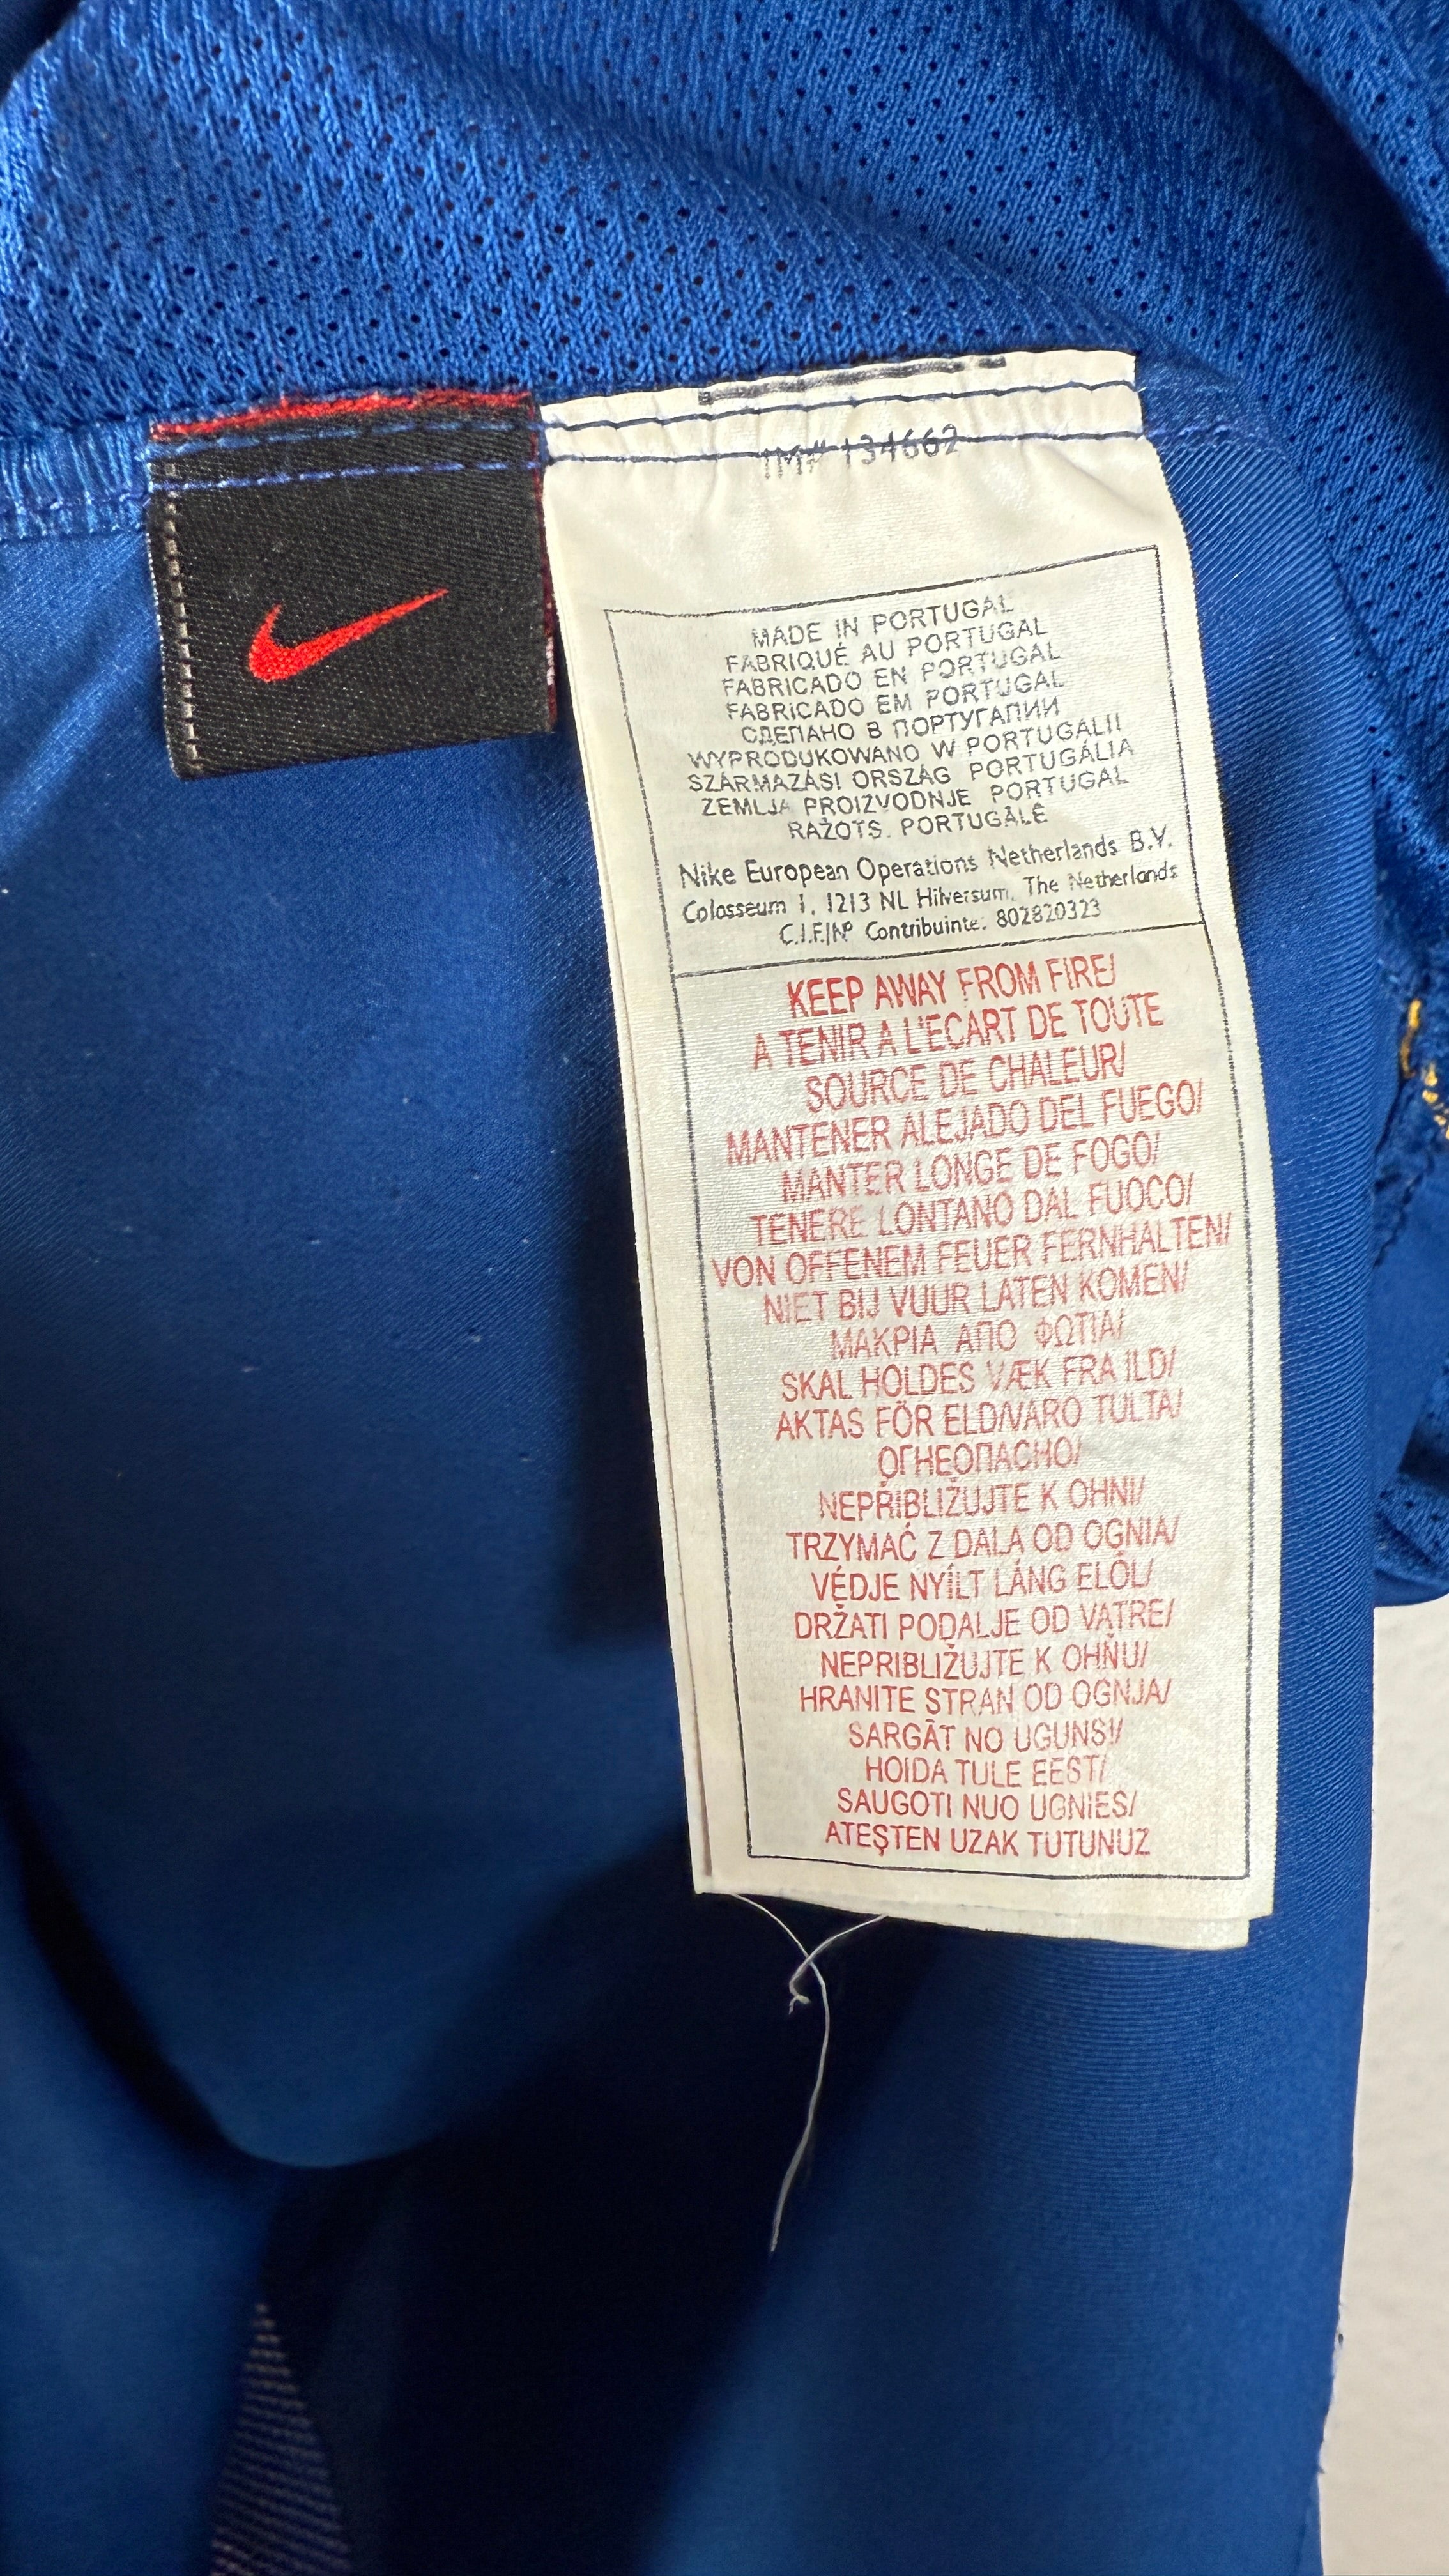 IM# 134662
MADE IN PORTUGAL
FABRIQUÉ AU PORTUGAL
FABRICADO EN PORTUGAL
FABRICADO EM PORTUGAL
СДЕЛАНО В ПОРТУГАЛИИ
WYPRODUKOWANO W PORTUGALII
SZÁRMAZÁSI ORSZÁG PORTUGÁLIA
ZEMLJA PROIZVODNJE PORTUGAL
RAŽOTS. PORTUGĀLĒ
Nike European Operations Netherlands B.V.
Colosseum 1, 1213 NL Hilversum, The Netherlands
C.I.F./Nº Contribuinte: 802820323
KEEP AWAY FROM FIRE/
A TENIR A L'ECART DE TOUTE
SOURCE DE CHALEUR/
MANTENER ALEJADO DEL FUEGO/
MANTER LONGE DE FOGO/
TENERE LONTANO DAL FUOCO/
VON OFFENEM FEUER FERNHALTEN/
NIET BIJ VUUR LATEN KOMEN/
ΜΑΚΡΙΑ ΑΠΟ ΦΩΤΙΑ/
SKAL HOLDES VÆK FRA ILD/
AKTAS FÖR ELD/VARO TULTA/
ОГНЕОПАСНО/
NEPŘIBLIŽUJTE K OHNI/
TRZYMAĆ Z DALA OD OGNIA/
VÉDJE NYÍLT LÁNG ELŐL/
DRŽATI PODALJE OD VATRE/
NEPRIBLIŽUJTE K OHŇU/
HRANITE STRAN OD OGNJA/
SARGĀT NO UGUNS!/
HOIDA TULE EEST/
SAUGOTI NUO UGNIES/
ATEŞTEN UZAK TUTUNUZ